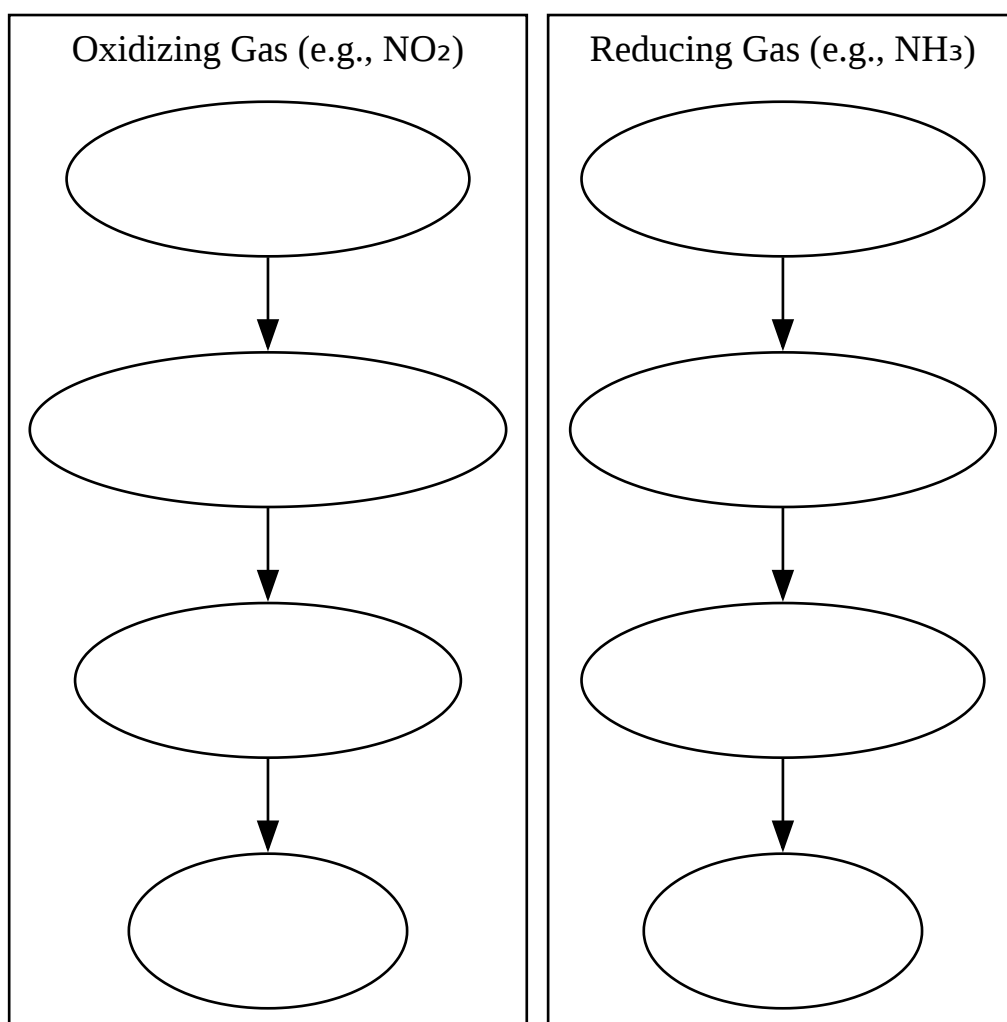 Oxidizing Gas (e.g., NO₂)
Reducing Gas (e.g., NH₃)